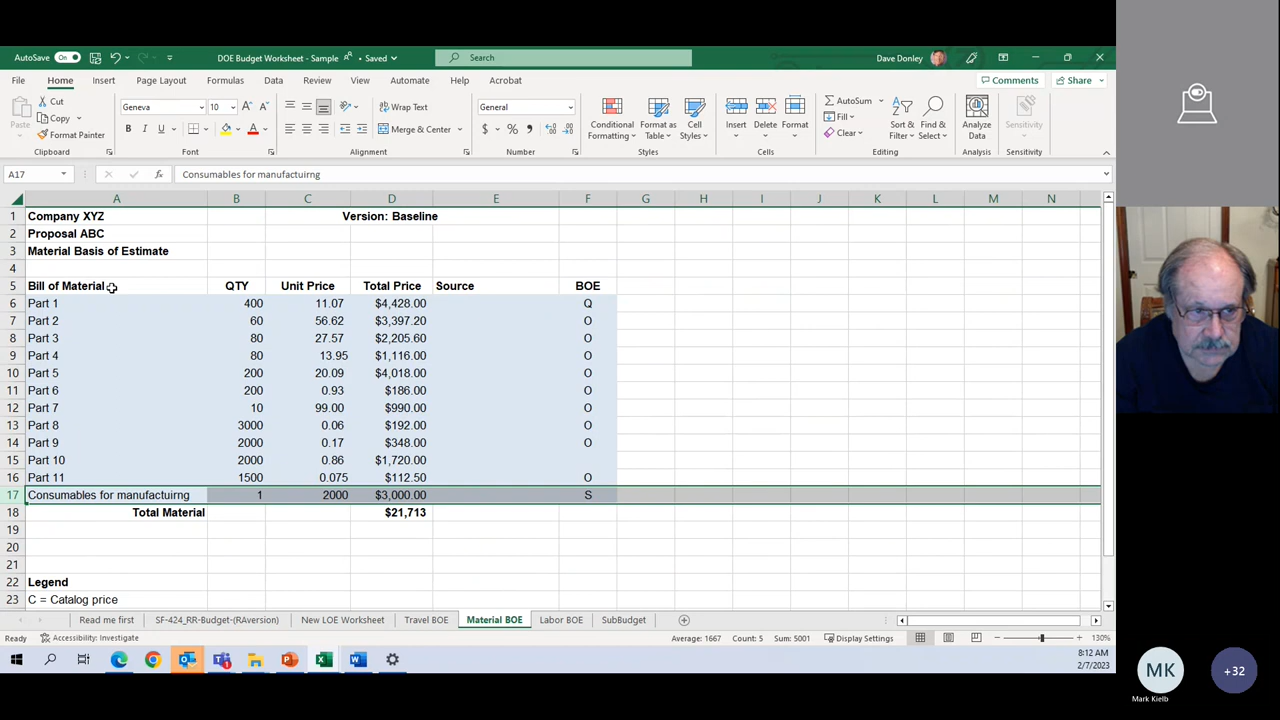 AutoSave On DOE Budget Worksheet - Sample • Saved Search Dave Donley
File Home Insert Page Layout Formulas Data Review View Automate Help Acrobat Comments Share
Paste Cut Copy Format Painter Clipboard
Geneva 10 A A B I U A Font
Wrap Text Merge & Center Alignment
General $ % Number
Conditional Formatting Format as Table Cell Styles Styles
Insert Delete Format Cells
AutoSum Fill Clear Sort & Filter Find & Select Editing
Analyze Data Analysis
Sensitivity Sensitivity
A17 fx Consumables for manufactuirng
A B C D E F G H I J K L M N
1 Company XYZ Version: Baseline
2 Proposal ABC
3 Material Basis of Estimate
4
5 Bill of Material QTY Unit Price Total Price Source BOE
6 Part 1 400 11.07 $4,428.00 Q
7 Part 2 60 56.62 $3,397.20 O
8 Part 3 80 27.57 $2,205.60 O
9 Part 4 80 13.95 $1,116.00 O
10 Part 5 200 20.09 $4,018.00 O
11 Part 6 200 0.93 $186.00 O
12 Part 7 10 99.00 $990.00 O
13 Part 8 3000 0.06 $192.00 O
14 Part 9 2000 0.17 $348.00 O
15 Part 10 2000 0.86 $1,720.00
16 Part 11 1500 0.075 $112.50 O
17 Consumables for manufactuirng 1 2000 $3,000.00 S
18 Total Material $21,713
19
20
21
22 Legend
23 C = Catalog price
Read me first SF-424_RR-Budget-(RAversion) New LOE Worksheet Travel BOE Material BOE Labor BOE SubBudget
Ready Accessibility: Investigate Average: 1667 Count: 5 Sum: 5001 Display Settings 130%
8:12 AM
2/7/2023
MK +32
Mark Kielb